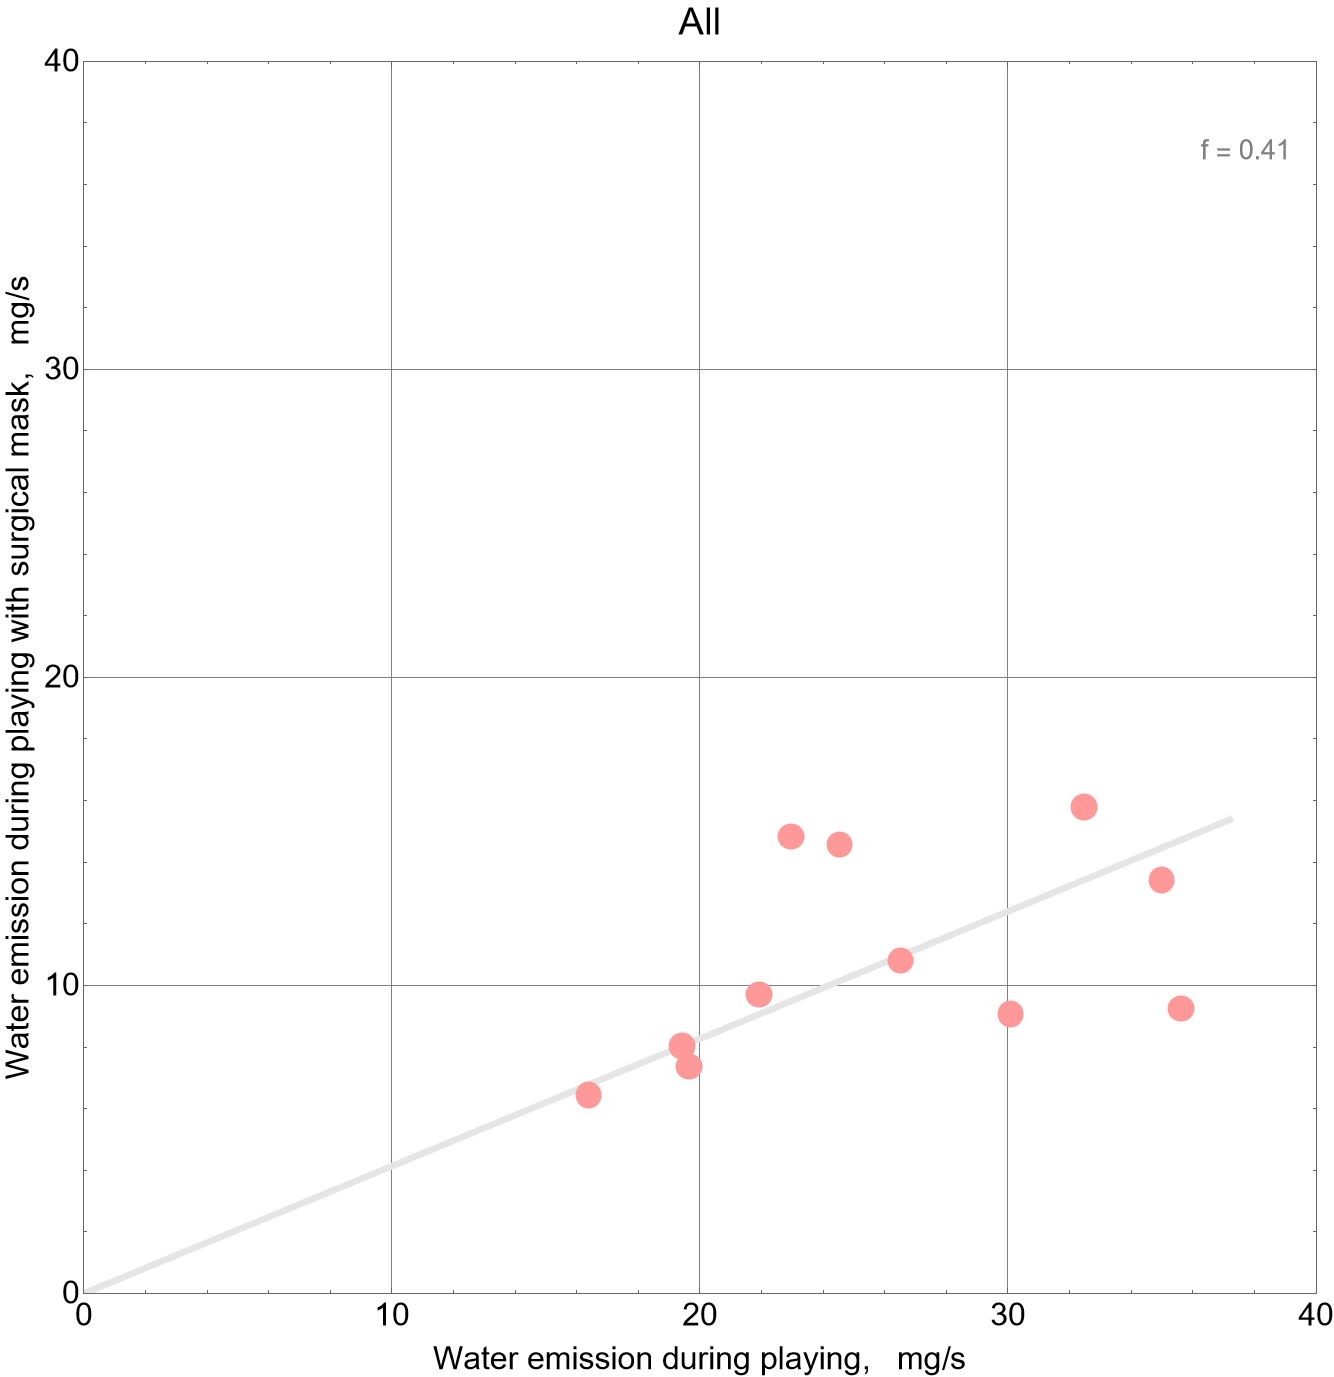 All
40
f = 0.41
30
20
10
0
0 10 20 30 40
Water emission during playing with surgical mask, mg/s
Water emission during playing, mg/s